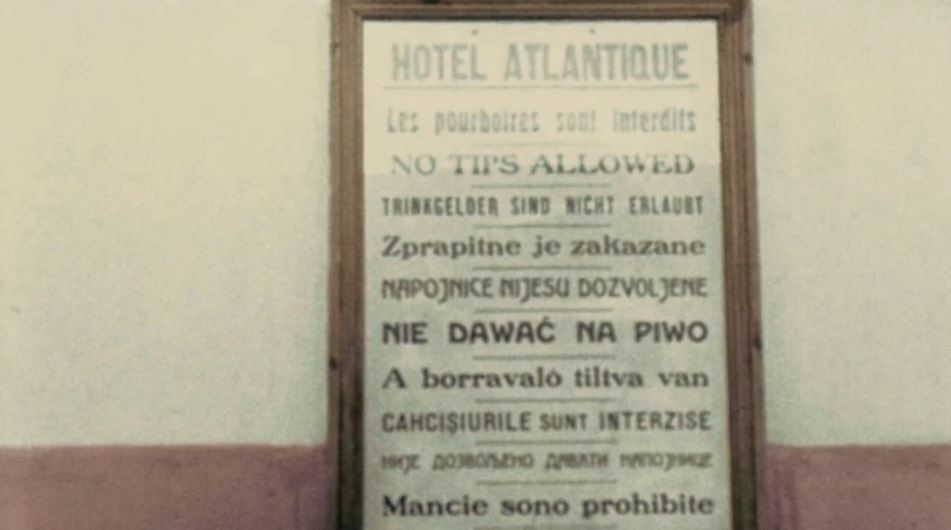 HOTEL ATLANTIQUE
Les pourboires sont interdits
NO TIPS ALLOWED
TRINKGELDER SIND NICHT ERLAUBT
Zprapitne je zakazane
NAPOJNICE NIJESU DOZVOLJENE
NIE DAWAĆ NA PIWO
A borravaló tiltva van
CAHCIȘIURILE SUNT INTERZISE
НИЈЕ ДОЗВОЉЕНО ДАВАТИ НАПОЈНИЦЕ
Mancie sono prohibite